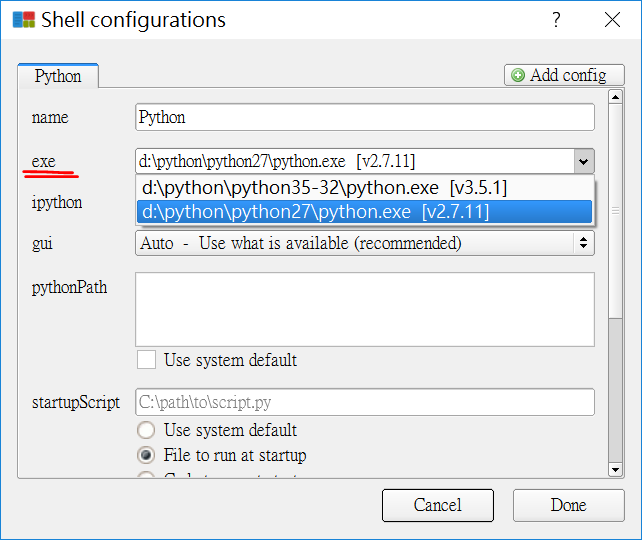 Shell configurations
Python
Add config
name
Python
exe
d:\python\python27\python.exe [v2.7.11]
d:\python\python35-32\python.exe [v3.5.1]
ipython
d:\python\python27\python.exe [v2.7.11]
gui
Auto - Use what is available (recommended)
pythonPath
Use system default
startupScript
C:\path\to\script.py
Use system default
File to run at startup
Cancel
Done